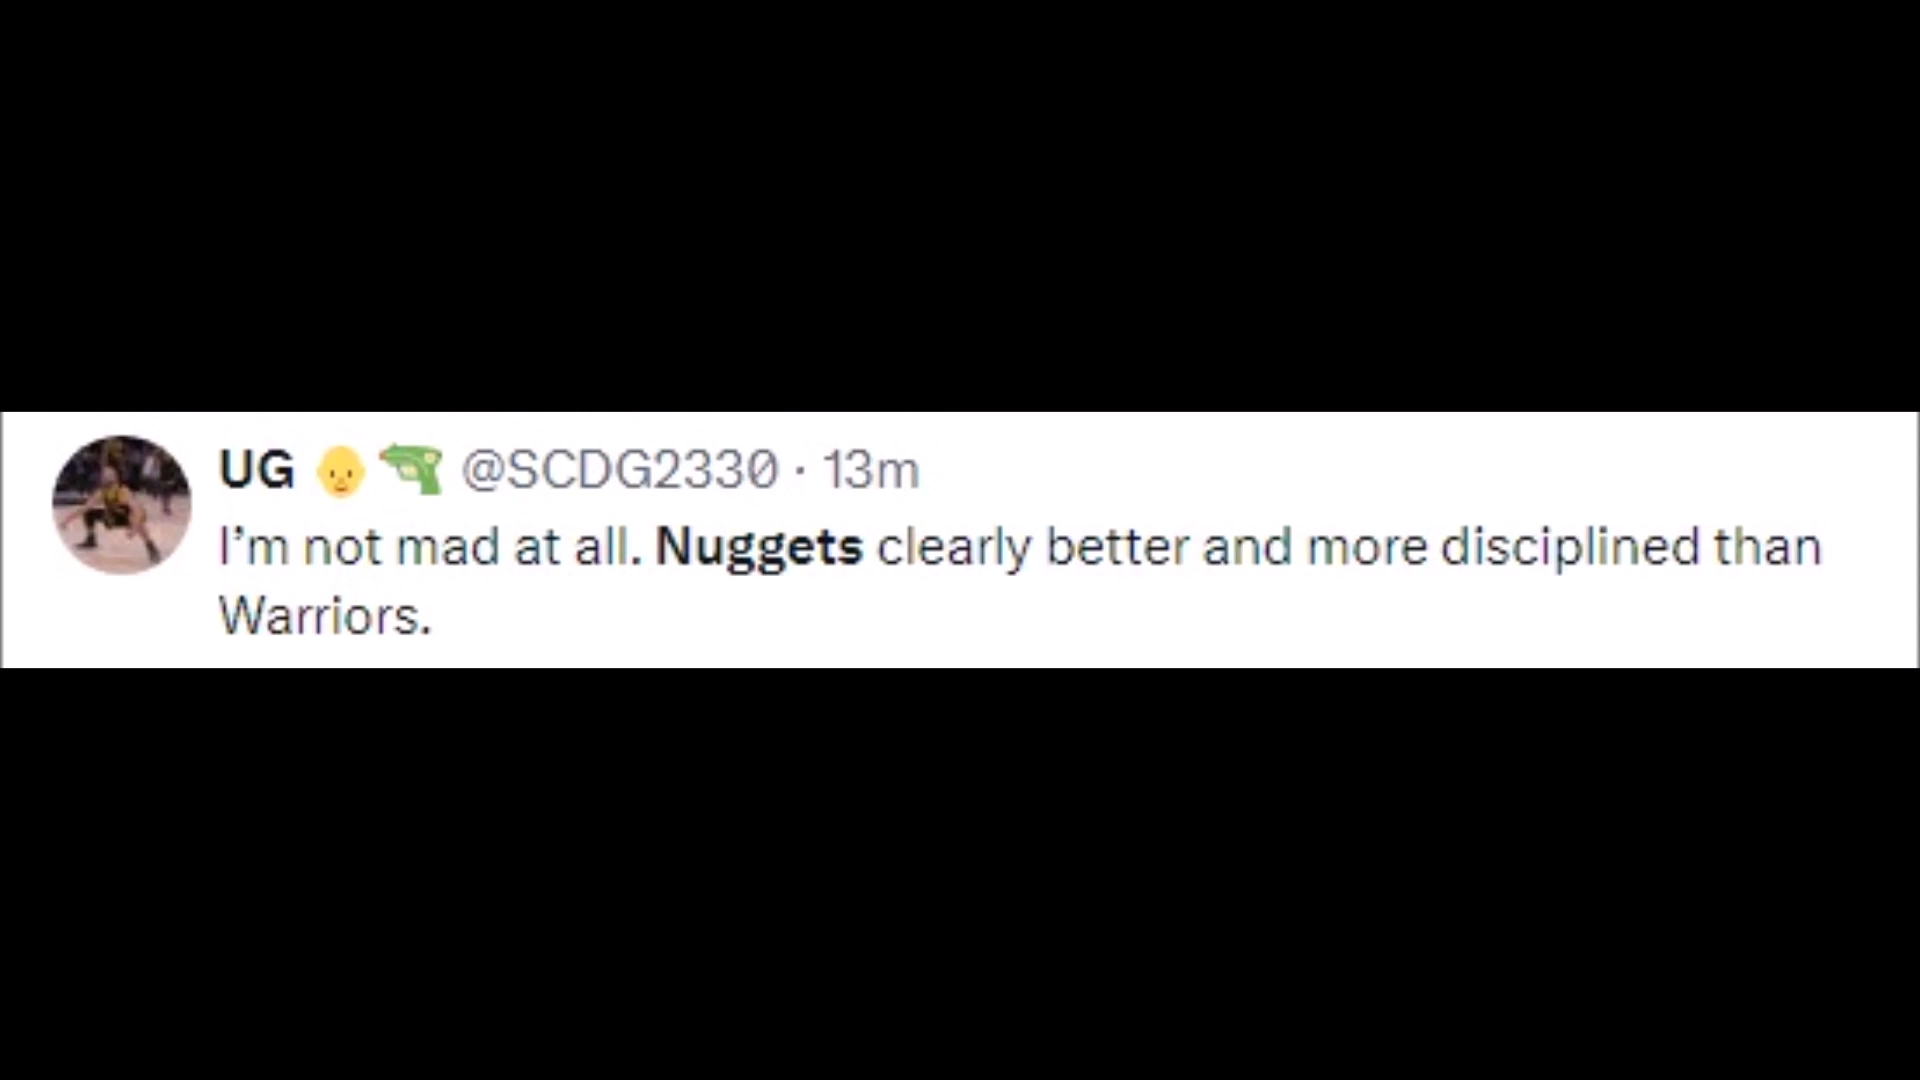 UG 👨‍🦲🔫 @SCDG2330 · 13m
I'm not mad at all. Nuggets clearly better and more disciplined than
Warriors.